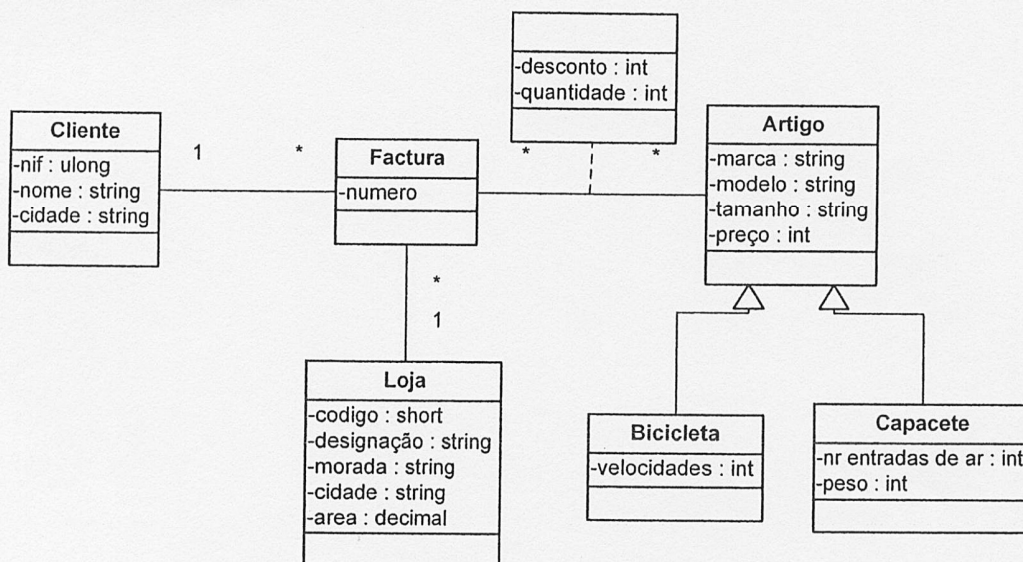 -desconto : int
-quantidade : int
Cliente
-nif : ulong
-nome : string
-cidade : string
1
*
Factura
-numero
*
*
Artigo
-marca : string
-modelo : string
-tamanho : string
-preço : int
*
1
Loja
-codigo : short
-designação : string
-morada : string
-cidade : string
-area : decimal
Bicicleta
-velocidades : int
Capacete
-nr entradas de ar : int
-peso : int